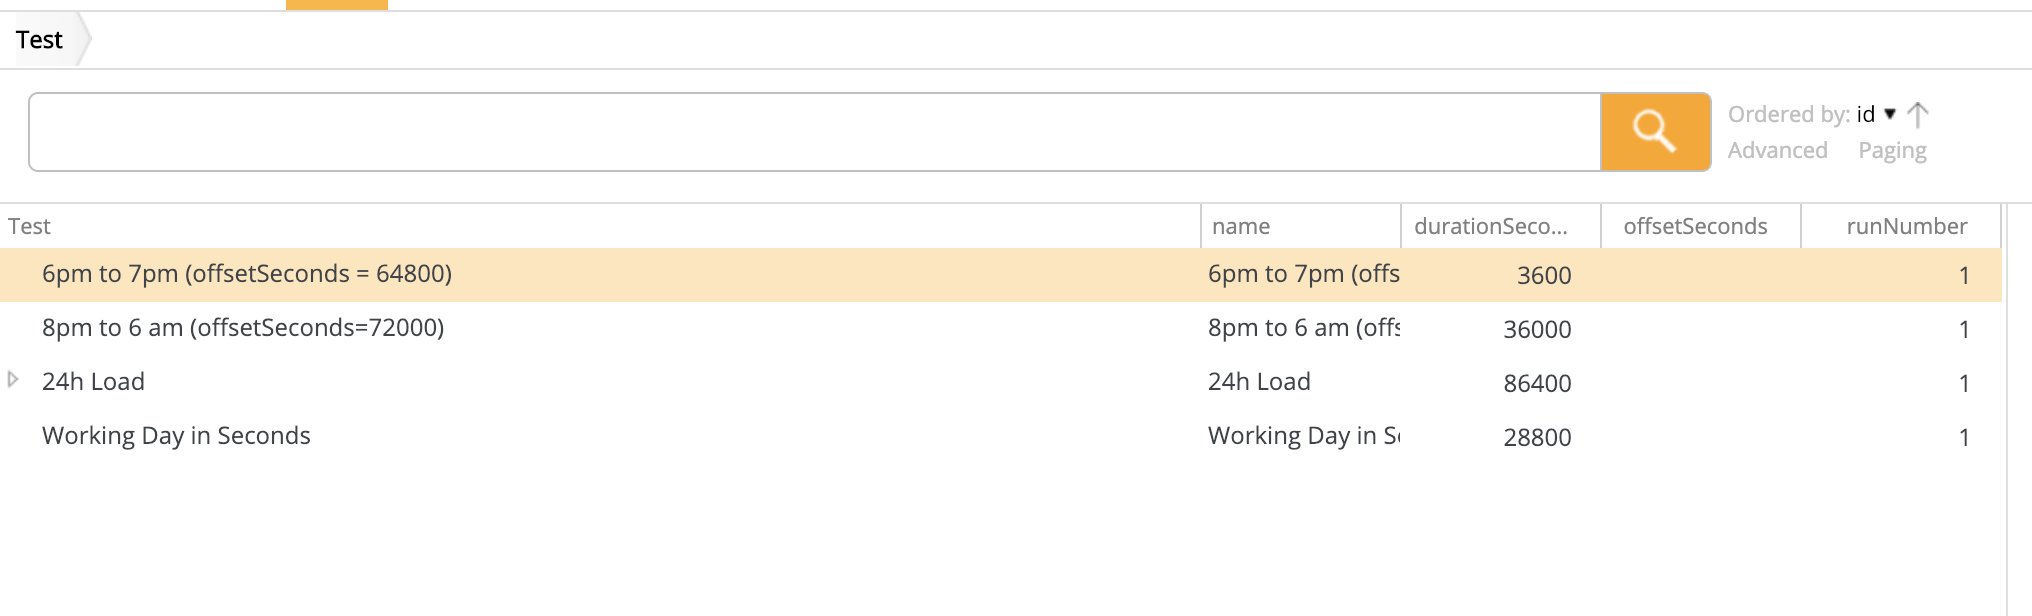 Test
Ordered by: id
Advanced Paging
Test name durationSeco... offsetSeconds runNumber
6pm to 7pm (offsetSeconds = 64800) 6pm to 7pm (offs 3600 1
8pm to 6 am (offsetSeconds=72000) 8pm to 6 am (offs 36000 1
24h Load 24h Load 86400 1
Working Day in Seconds Working Day in Se 28800 1